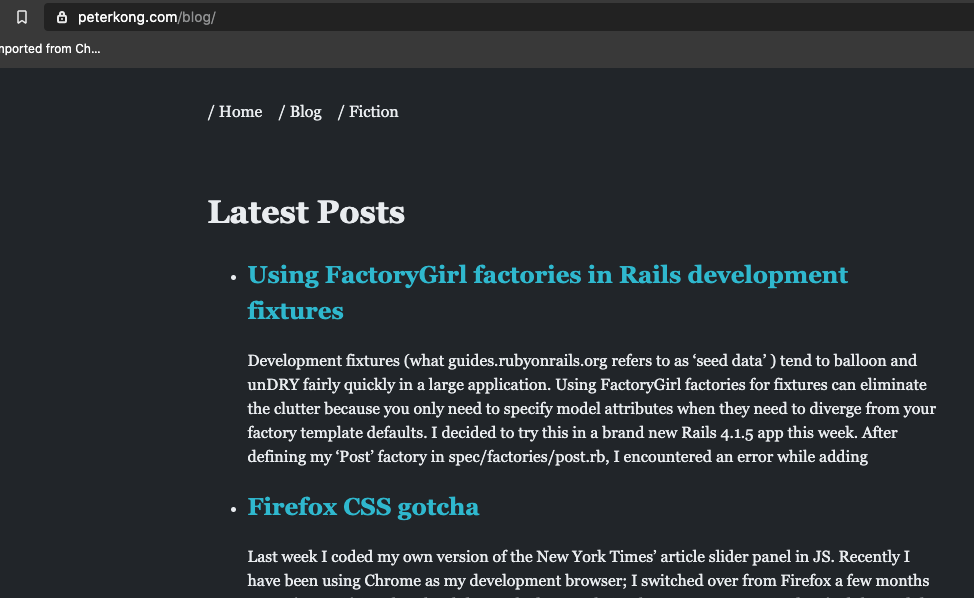 peterkong.com/blog/
mported from Ch...
/ Home / Blog / Fiction
Latest Posts
Using FactoryGirl factories in Rails development
fixtures
Development fixtures (what guides.rubyonrails.org refers to as ‘seed data’ ) tend to balloon and
unDRY fairly quickly in a large application. Using FactoryGirl factories for fixtures can eliminate
the clutter because you only need to specify model attributes when they need to diverge from your
factory template defaults. I decided to try this in a brand new Rails 4.1.5 app this week. After
defining my ‘Post’ factory in spec/factories/post.rb, I encountered an error while adding
Firefox CSS gotcha
Last week I coded my own version of the New York Times’ article slider panel in JS. Recently I
have been using Chrome as my development browser; I switched over from Firefox a few months